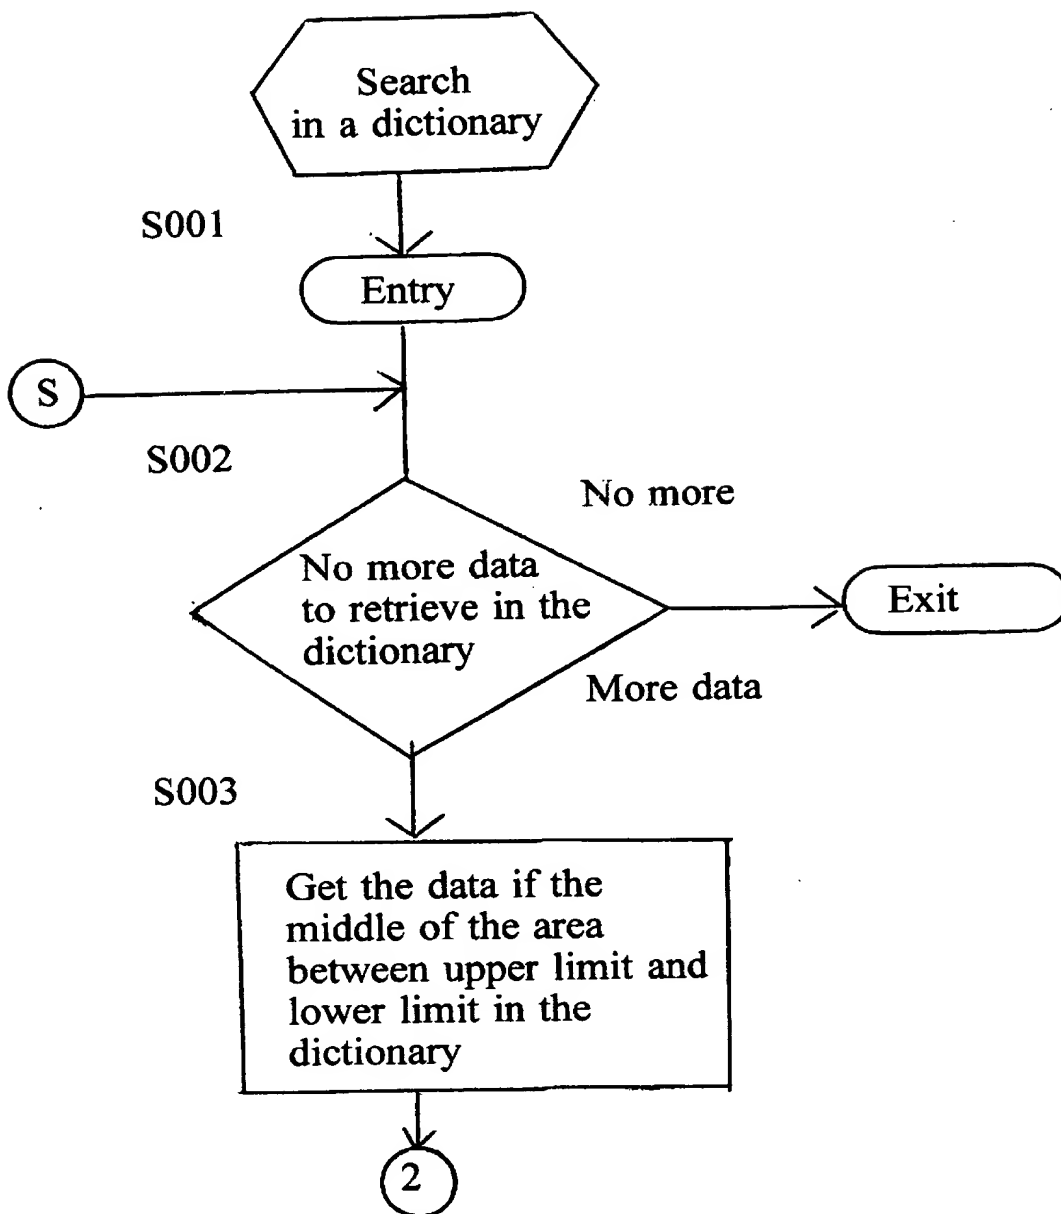 Search
in a dictionary
S001
Entry
S
S002
No more
No more data
to retrieve in the
dictionary
Exit
More data
S003
Get the data if the
middle of the area
between upper limit and
lower limit in the
dictionary
2